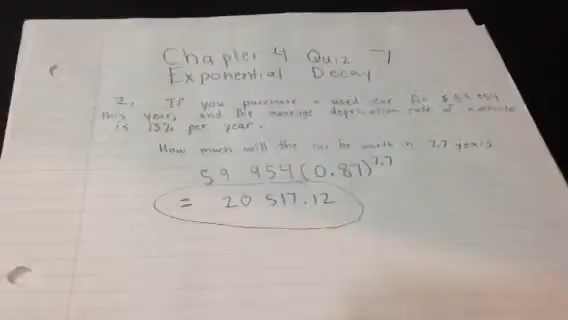 Chapter 4 Quiz 7
Exponential Decay
2. If you purchase a used car for $59 954
this year, and the average depreciation rate of a vehicle
is 13% per year.
How much will the car be worth in 7.7 years
59 954(0.87)^7.7
= 20 517.12